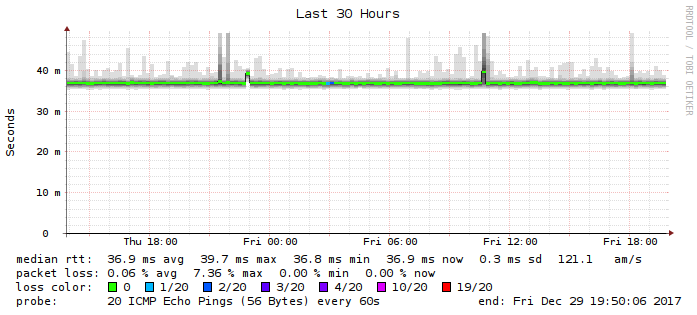 Last 30 Hours
RRDTOOL / TOBI OETIKER
Seconds
40 m
30 m
20 m
10 m
0
Thu 18:00 Fri 00:00 Fri 06:00 Fri 12:00 Fri 18:00
median rtt: 36.9 ms avg 39.7 ms max 36.8 ms min 36.9 ms now 0.3 ms sd 121.1 am/s
packet loss: 0.06 % avg 7.36 % max 0.00 % min 0.00 % now
loss color: 0 1/20 2/20 3/20 4/20 10/20 19/20
probe: 20 ICMP Echo Pings (56 Bytes) every 60s end: Fri Dec 29 19:50:06 2017